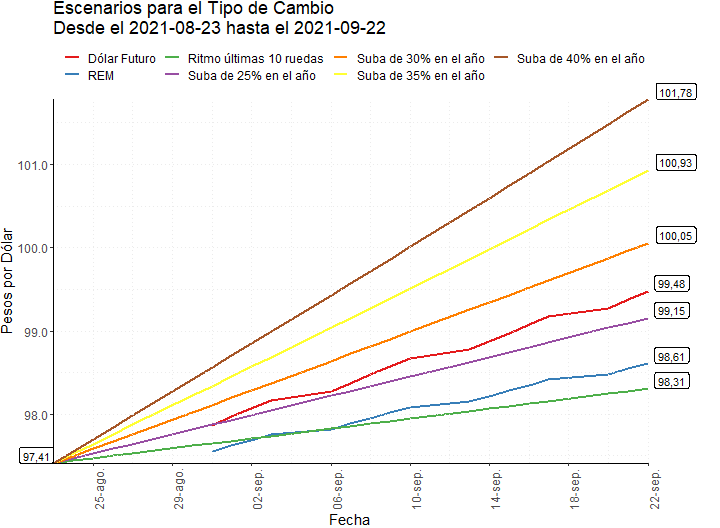 Escenarios para el Tipo de Cambio
Desde el 2021-08-23 hasta el 2021-09-22
Dólar Futuro
Ritmo últimas 10 ruedas
Suba de 30% en el año
Suba de 40% en el año
REM
Suba de 25% en el año
Suba de 35% en el año
101,78
101.0
100,93
100,05
100.0
99,48
99,15
99.0
98,61
98,31
98.0
97,41
Pesos por Dólar
25-ago.
29-ago.
02-sep.
06-sep.
10-sep.
14-sep.
18-sep.
22-sep.
Fecha